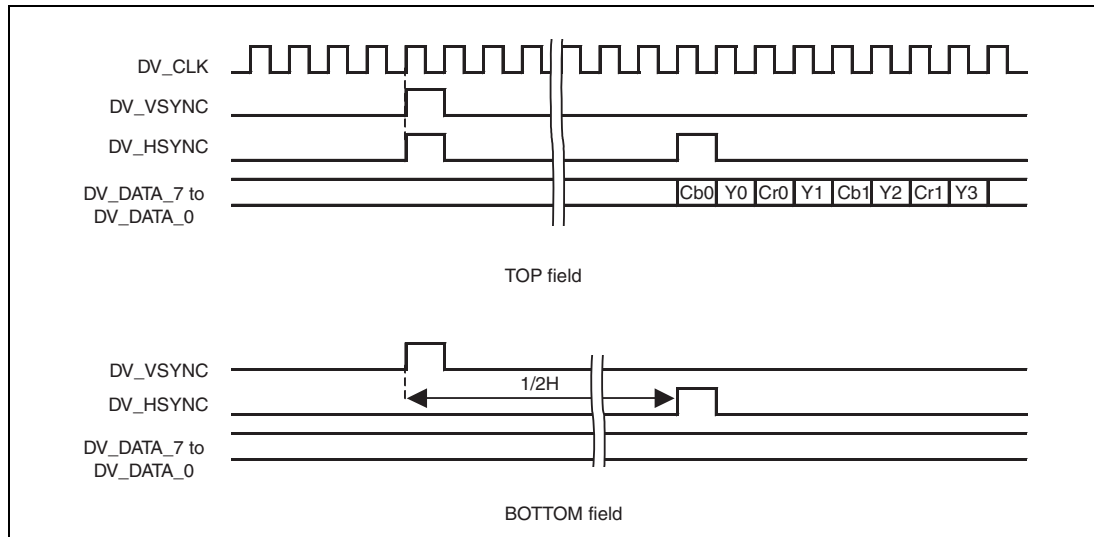 DV_CLK
DV_VSYNC
DV_HSYNC
DV_DATA_7 to
DV_DATA_0
Cb0 Y0 Cr0 Y1 Cb1 Y2 Cr1 Y3
TOP field
DV_VSYNC
1/2H
DV_HSYNC
DV_DATA_7 to
DV_DATA_0
BOTTOM field